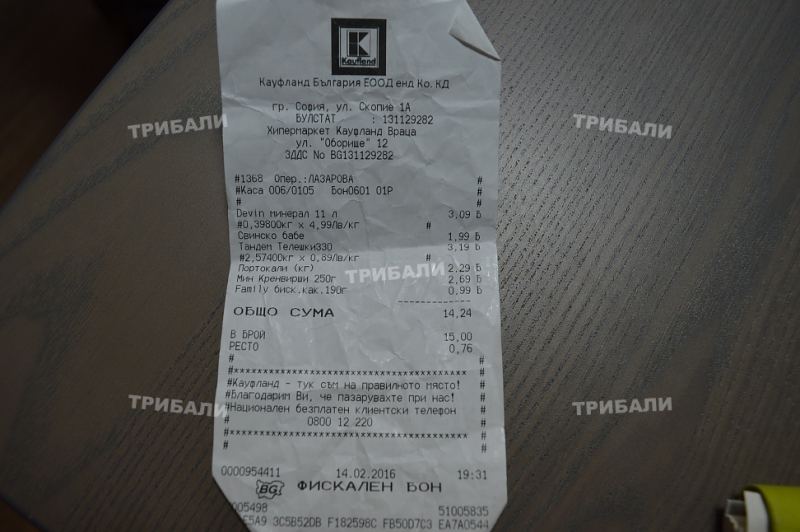 Kaufland
Кауфланд България ЕООД енд Ко. КД
гр. София, ул. Скопие 1А
БУЛСТАТ : 131129282
Хипермаркет Кауфланд Враца
ул. "Оборище" 12
ЗДДС No BG131129282
#1368 Опер.:ЛАЗАРОВА #
#Каса 006/0105 Бон0601 01Р #
# #
Devin минерал 11 л 3,09 Б
#0,39800кг x 4,99Лв/кг #
Свинско бабе 1,99 Б
Тандем Телешки330 3,19 Б
#2,57400кг x 0,89Лв/кг #
Портокали (кг) 2,29 Б
Мин Кренвирши 250г 2,69 Б
Family биск.как.190г 0,99 Б
ОБЩО СУМА 14,24
В БРОЙ 15,00
РЕСТО 0,76
# #
#***************************************#
#Кауфланд - тук съм на правилното място! #
#Благодарим Ви, че пазарувахте при нас! #
#Национален безплатен клиентски телефон #
0800 12 220 #
#***************************************#
# #
0000954411 14.02.2016 19:31
BG ФИСКАЛЕН БОН
005498 51005835
E5A9 3C5B52DB F182598C FB50D7C3 EA7A0544
ТРИБАЛИ
ТРИБАЛИ
ТРИБАЛИ
ТРИБАЛИ
ТРИБАЛИ